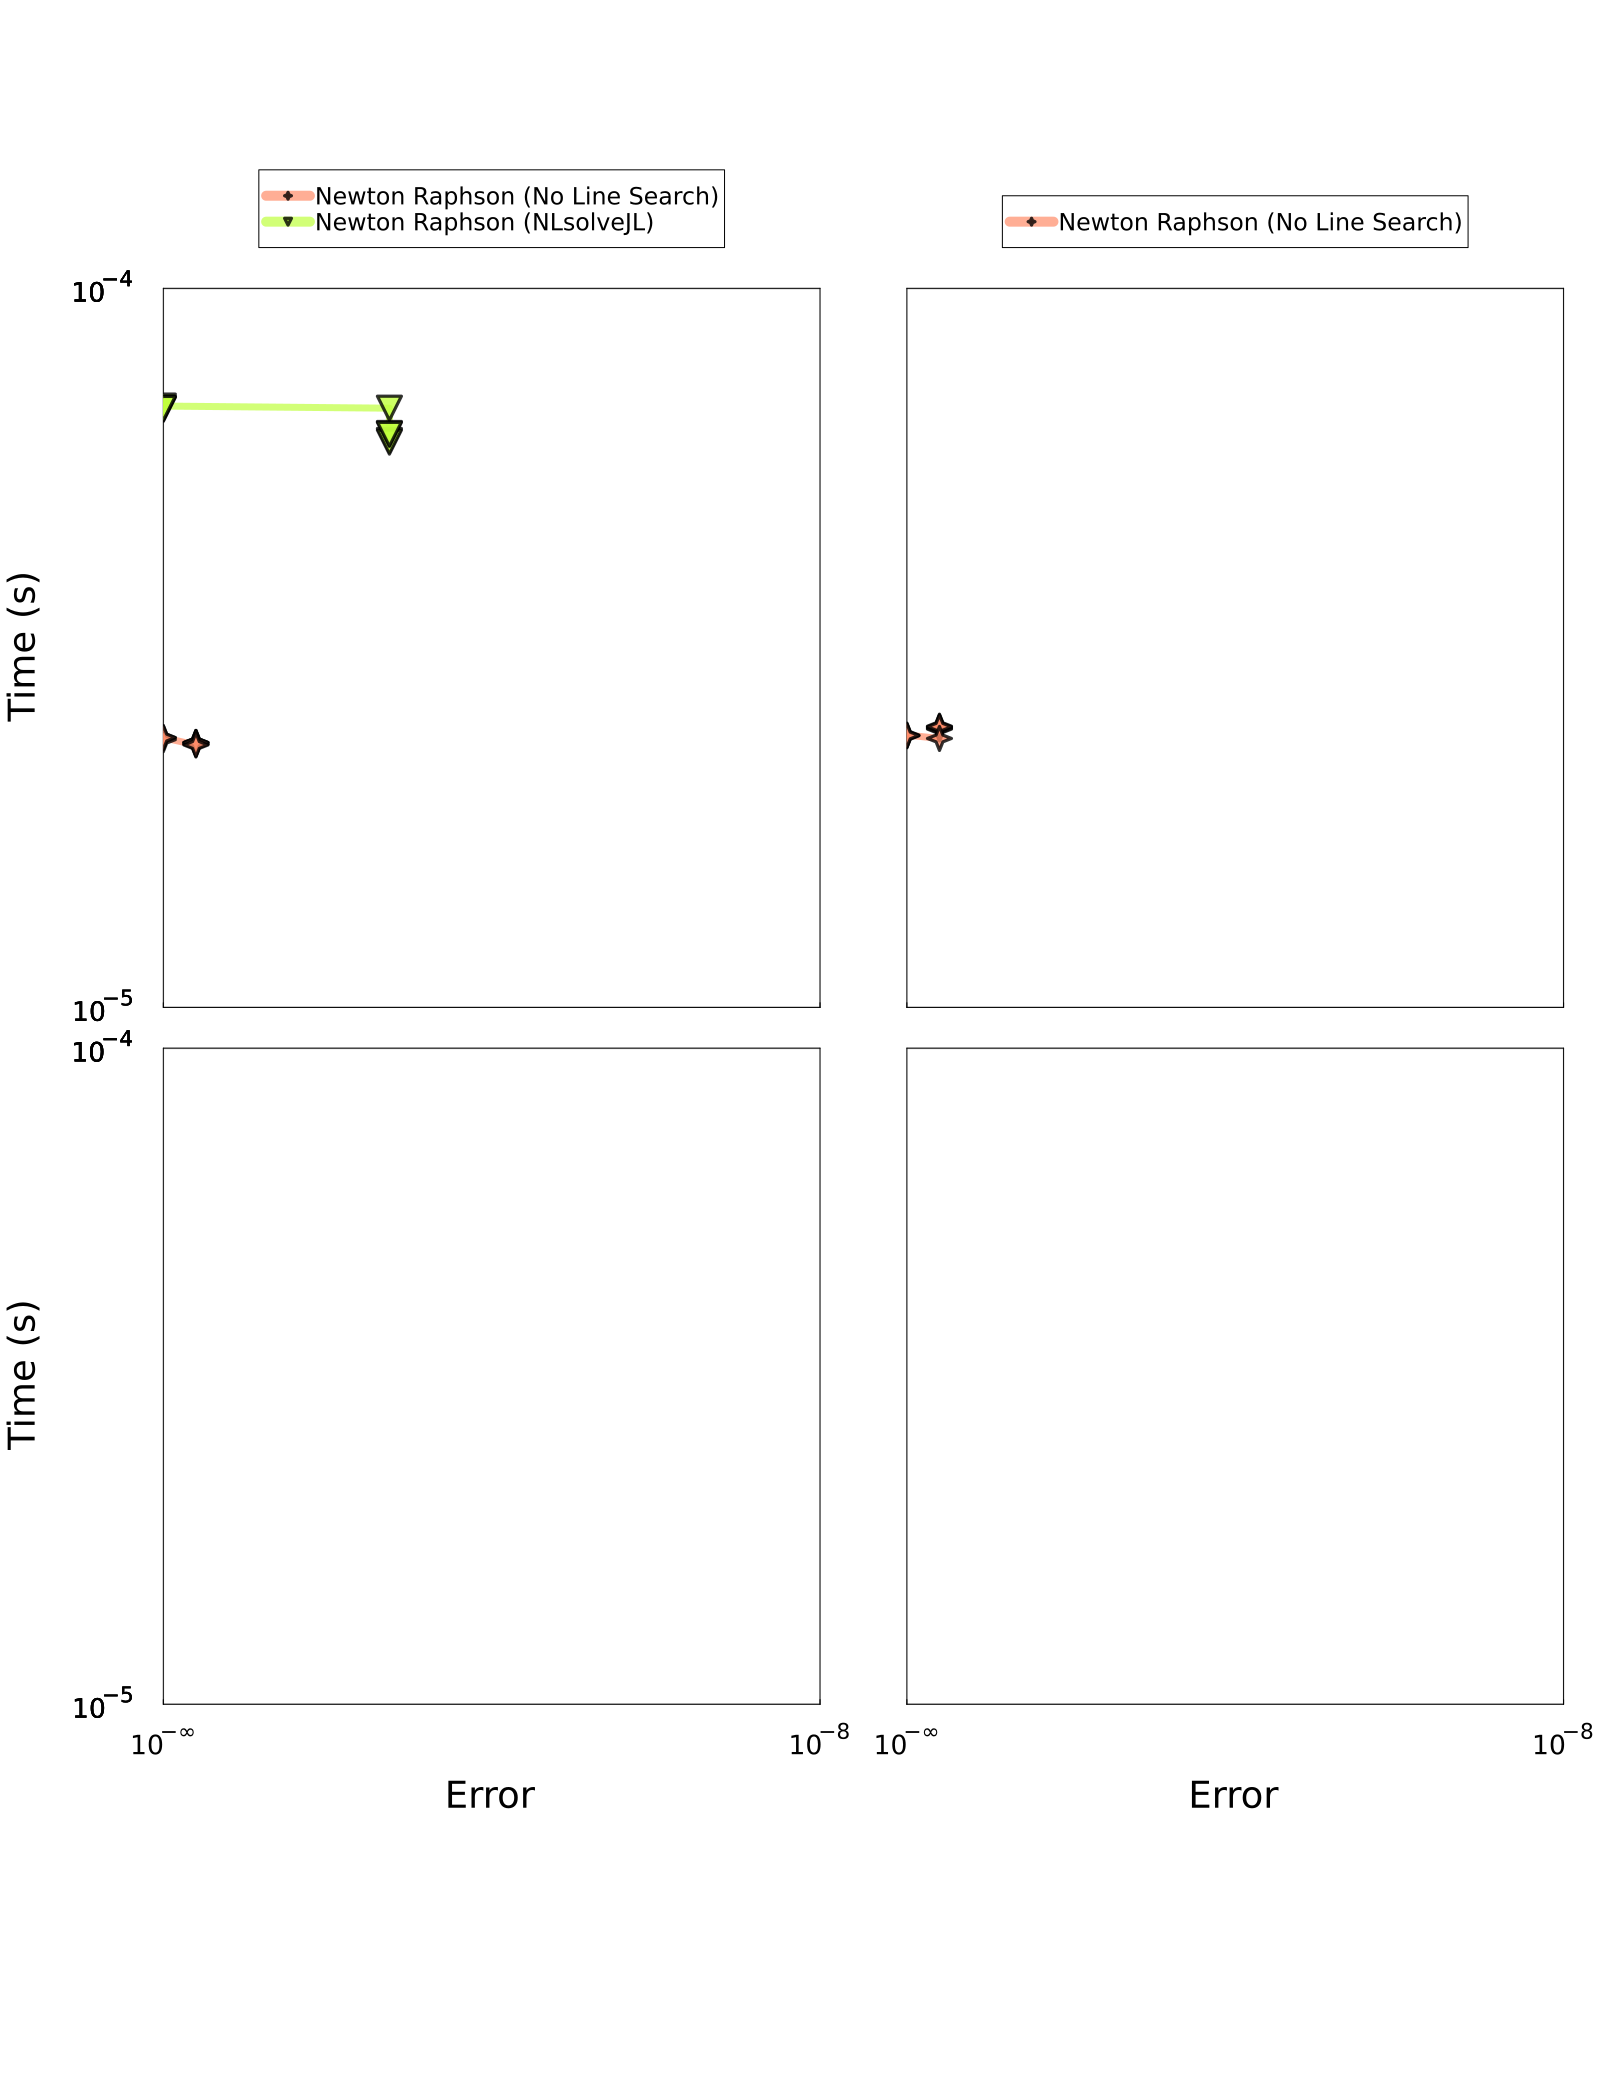 Newton Raphson (No Line Search)
Newton Raphson (NLsolveJL)
Newton Raphson (No Line Search)
10⁻⁴
Time (s)
10⁻⁵
10⁻⁴
Time (s)
10⁻⁵
10^−∞
10⁻⁸
10^−∞
10⁻⁸
Error
Error